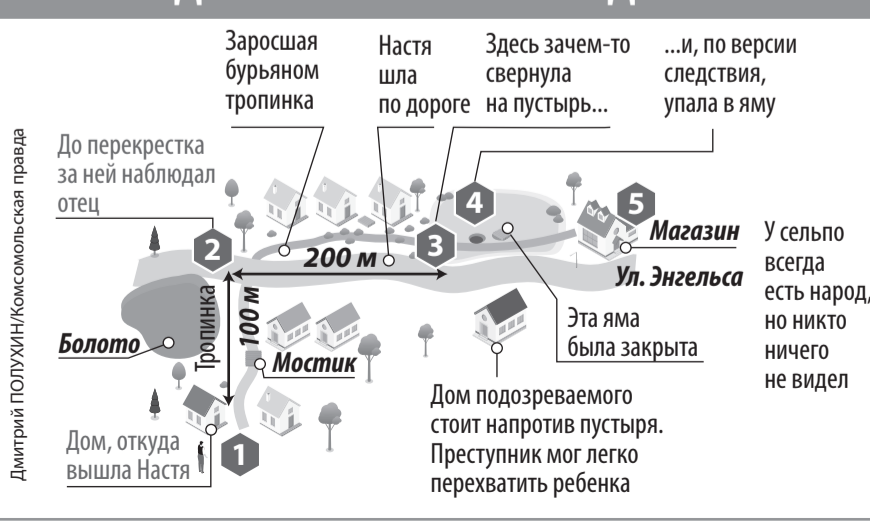 Заросшая
бурьяном
тропинка
Настя
шла
по дороге
Здесь зачем-то
свернула
на пустырь...
...и, по версии
следствия,
упала в яму
До перекрестка
за ней наблюдал
отец
2
3
4
5
200 м
Магазин
Ул. Энгельса
У сельпо
всегда
есть народ,
но никто
ничего
не видел
Тропинка
100 м
Болото
Мостик
Эта яма
была закрыта
Дом, откуда
вышла Настя
1
Дом подозреваемого
стоит напротив пустыря.
Преступник мог легко
перехватить ребенка
Дмитрий ПОЛУХИН/Комсомольская правда